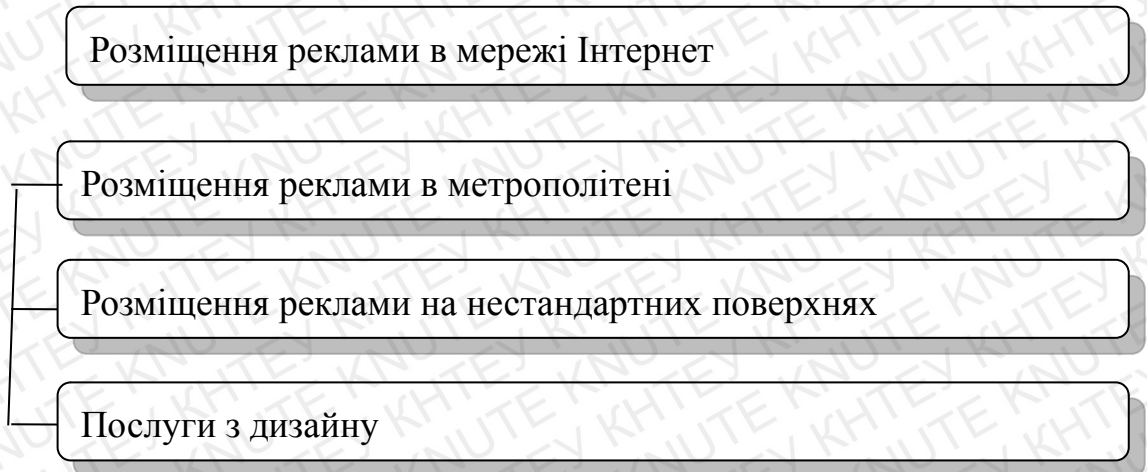 Розміщення реклами в мережі Інтернет
Розміщення реклами в метрополітені
Розміщення реклами на нестандартних поверхнях
Послуги з дизайну